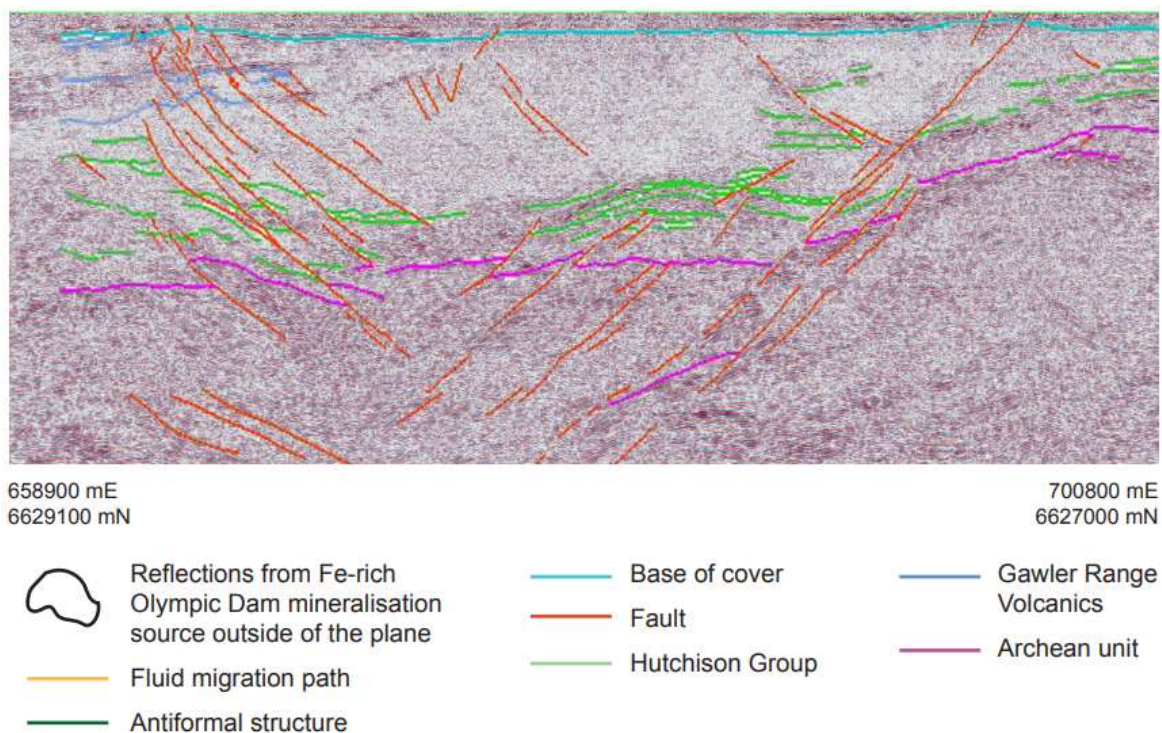 658900 mE
6629100 mN
700800 mE
6627000 mN
Reflections from Fe-rich
Olympic Dam mineralisation
source outside of the plane
Fluid migration path
Antiformal structure
Base of cover
Fault
Hutchison Group
Gawler Range
Volcanics
Archean unit